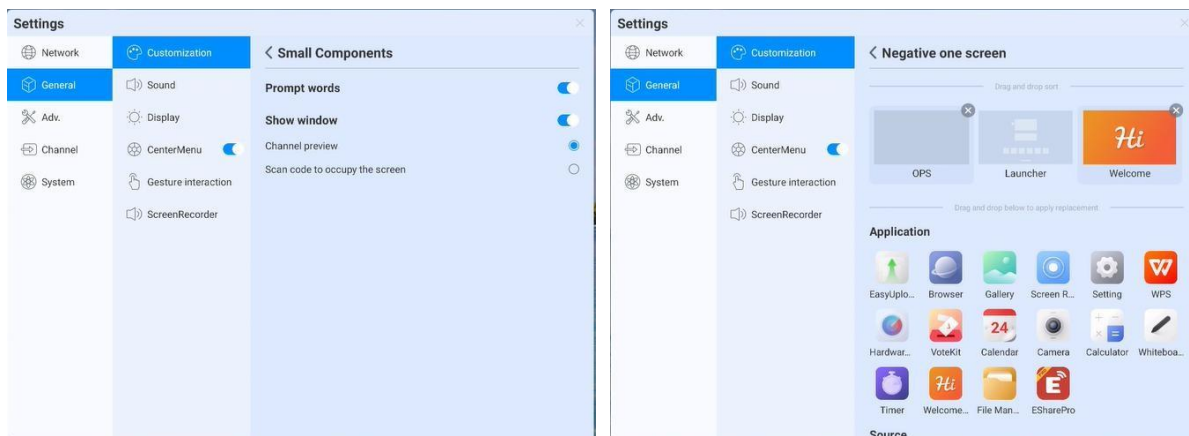 Settings
Network
General
Adv.
Channel
System
Customization
Sound
Display
CenterMenu
Gesture interaction
ScreenRecorder
Small Components
Prompt words
Show window
Channel preview
Scan code to occupy the screen
Settings
Network
General
Adv.
Channel
System
Customization
Sound
Display
CenterMenu
Gesture interaction
ScreenRecorder
Negative one screen
Drag and drop sort
Hi
OPS Launcher Welcome
Drag and drop below to apply replacement
Application
EasyUplo... Browser Gallery Screen R... Setting WPS
24
Hardwar... VoteKit Calendar Camera Calculator Whiteboa...
Hi E
Timer Welcome... File Man... ESharePro
Source